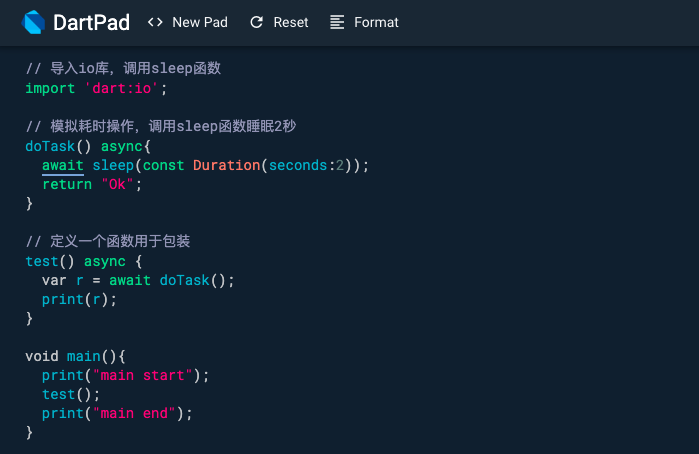 DartPad <> New Pad Reset Format
// 导入io库，调用sleep函数
import 'dart:io';
// 模拟耗时操作，调用sleep函数睡眠2秒
doTask() async{
  await sleep(const Duration(seconds:2));
  return "Ok";
}
// 定义一个函数用于包装
test() async {
  var r = await doTask();
  print(r);
}
void main(){
  print("main start");
  test();
  print("main end");
}